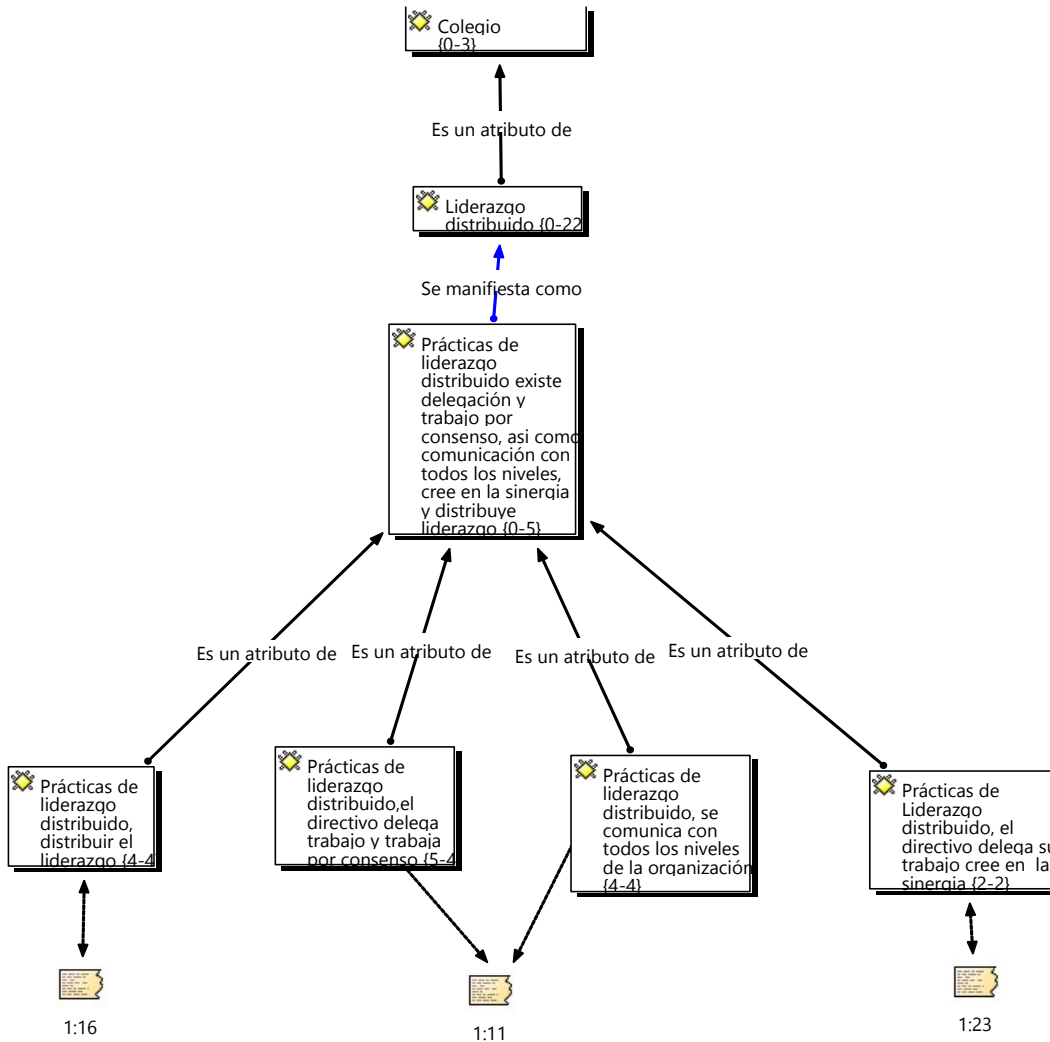 Colegio
{0-3}
Es un atributo de
Liderazgo
distribuido {0-22
Se manifiesta como
Prácticas de
liderazgo
distribuido existe
delegación y
trabajo por
consenso, asi como
comunicación con
todos los niveles,
cree en la sinergia
y distribuye
liderazgo {0-5}
Es un atributo de
Es un atributo de
Es un atributo de
Es un atributo de
Prácticas de
liderazgo
distribuido,
distribuir el
liderazgo {4-4
Prácticas de
liderazgo
distribuido,el
directivo delega
trabajo y trabaja
por consenso {5-4
Prácticas de
liderazgo
distribuido, se
comunica con
todos los niveles
de la organización
{4-4}
Prácticas de
Liderazgo
distribuido, el
directivo delega su
trabajo cree en la
sinergia {2-2}
1:16
1:11
1:23